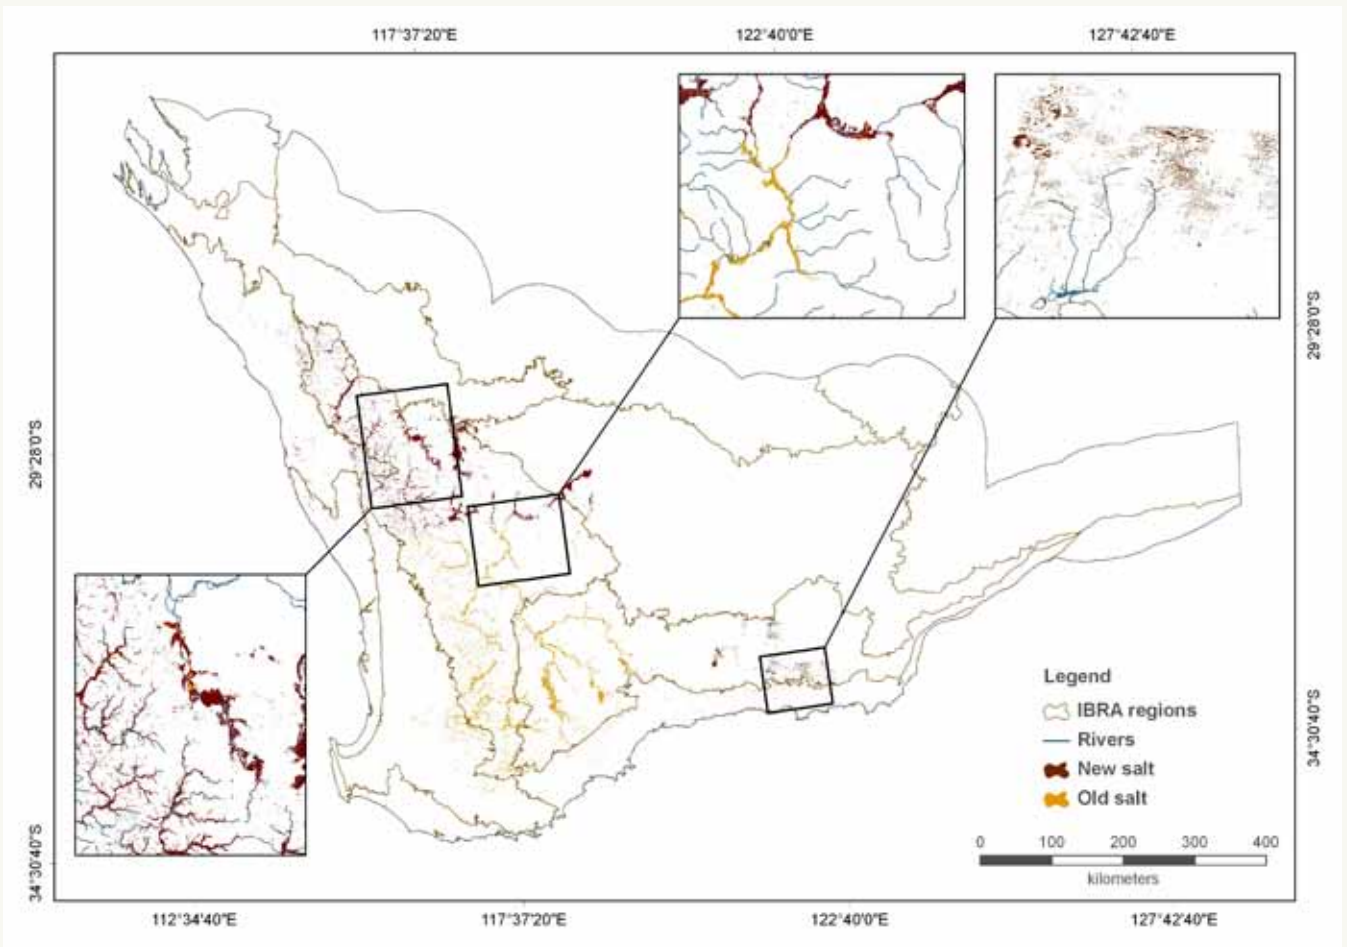 117°37'20"E
122°40'0"E
127°42'40"E
29°28'0"S
29°28'0"S
34°30'40"S
34°30'40"S
Legend
IBRA regions
Rivers
New salt
Old salt
0 100 200 300 400
kilometers
112°34'40"E
117°37'20"E
122°40'0"E
127°42'40"E